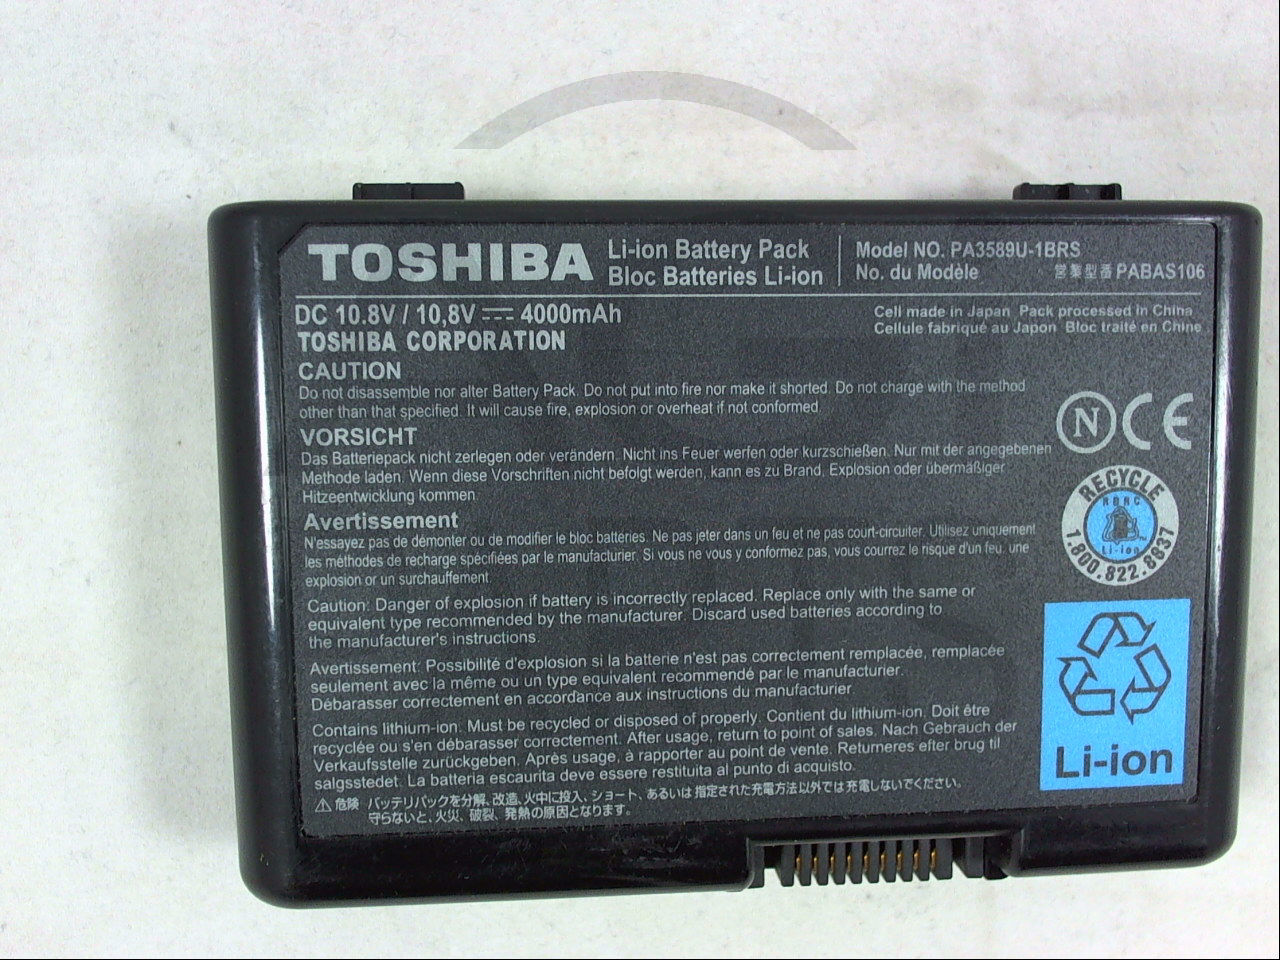 TOSHIBA Li-ion Battery Pack
Bloc Batteries Li-ion
Model NO. PA3589U-1BRS
No. du Modèle 営業型番 PABAS106
DC 10.8V / 10,8V 4000mAh
TOSHIBA CORPORATION
Cell made in Japan Pack processed in China
Cellule fabriqué au Japon Bloc traité en Chine
CAUTION
Do not disassemble nor alter Battery Pack. Do not put into fire nor make it shorted. Do not charge with the method
other than that specified. It will cause fire, explosion or overheat if not conformed.
VORSICHT
Das Batteriepack nicht zerlegen oder verändern. Nicht ins Feuer werfen oder kurzschießen. Nur mit der angegebenen
Methode laden. Wenn diese Vorschriften nicht befolgt werden, kann es zu Brand, Explosion oder übermäßiger
Hitzeentwicklung kommen.
Avertissement
N'essayez pas de démonter ou de modifier le bloc batteries. Ne pas jeter dans un feu et ne pas court-circuiter. Utilisez uniquement
les méthodes de recharge spécifiées par le manufacturier. Si vous ne vous y conformez pas, vous courrez le risque d'un feu, une
explosion or un surchauffement.
Caution: Danger of explosion if battery is incorrectly replaced. Replace only with the same or
equivalent type recommended by the manufacturer. Discard used batteries according to
the manufacturer's instructions.
Avertissement: Possibilité d'explosion si la batterie n'est pas correctement remplacée, remplacée
seulement avec la même ou un type equivalent recommendé par le manufacturier.
Débarasser correctement en accordance aux instructions du manufacturier
Contains lithium-ion. Must be recycled or disposed of properly. Contient du lithium-ion. Doit être
recyclée ou s'en débarasser correctement. After usage, return to point of sales. Nach Gebrauch der
Verkaufsstelle zurückgeben. Après usage, à rapporter au point de vente. Returneres efter brug til
salgsstedet. La batteria escaurita deve essere restituita al punto di acquisto.
危険 バッテリパックを分解、改造、火中に投入、ショート、あるいは指定された充電方法以外では充電しないでください。
守らないと、火災、破裂、発熱の原因となります。
N CE
RECYCLE
RBRC
Li-ion
1.800.822.8837
Li-ion